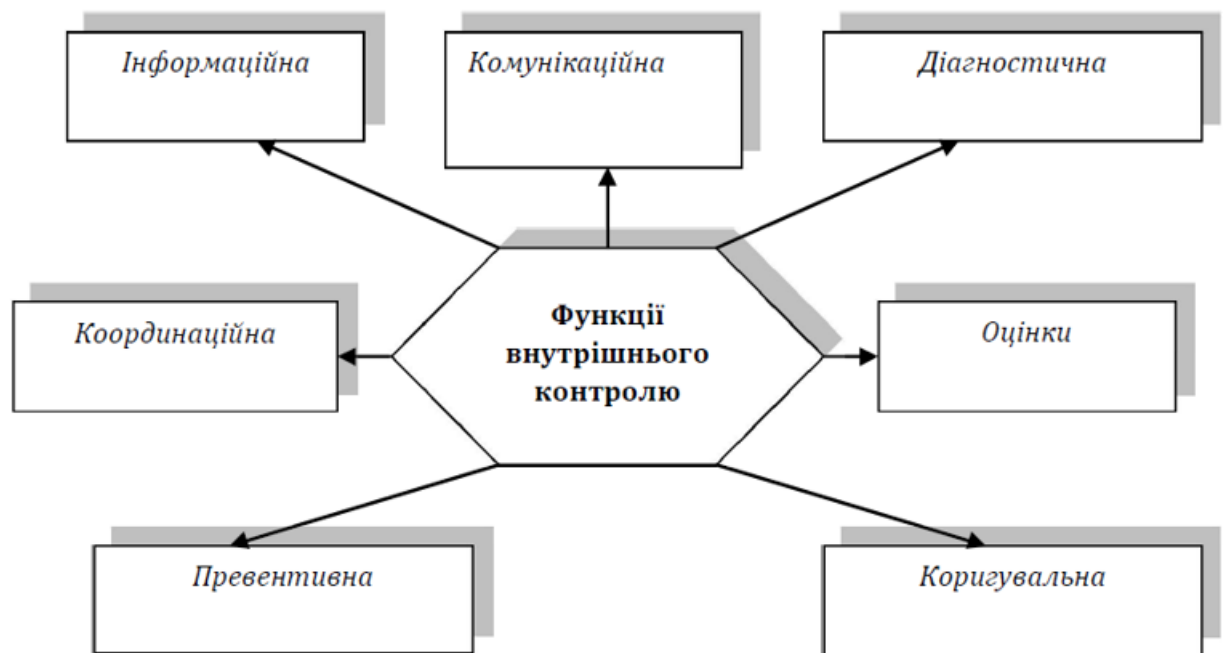 Інформаційна
Комунікаційна
Діагностична
Координаційна
Функції
внутрішнього
контролю
Оцінки
Превентивна
Коригувальна